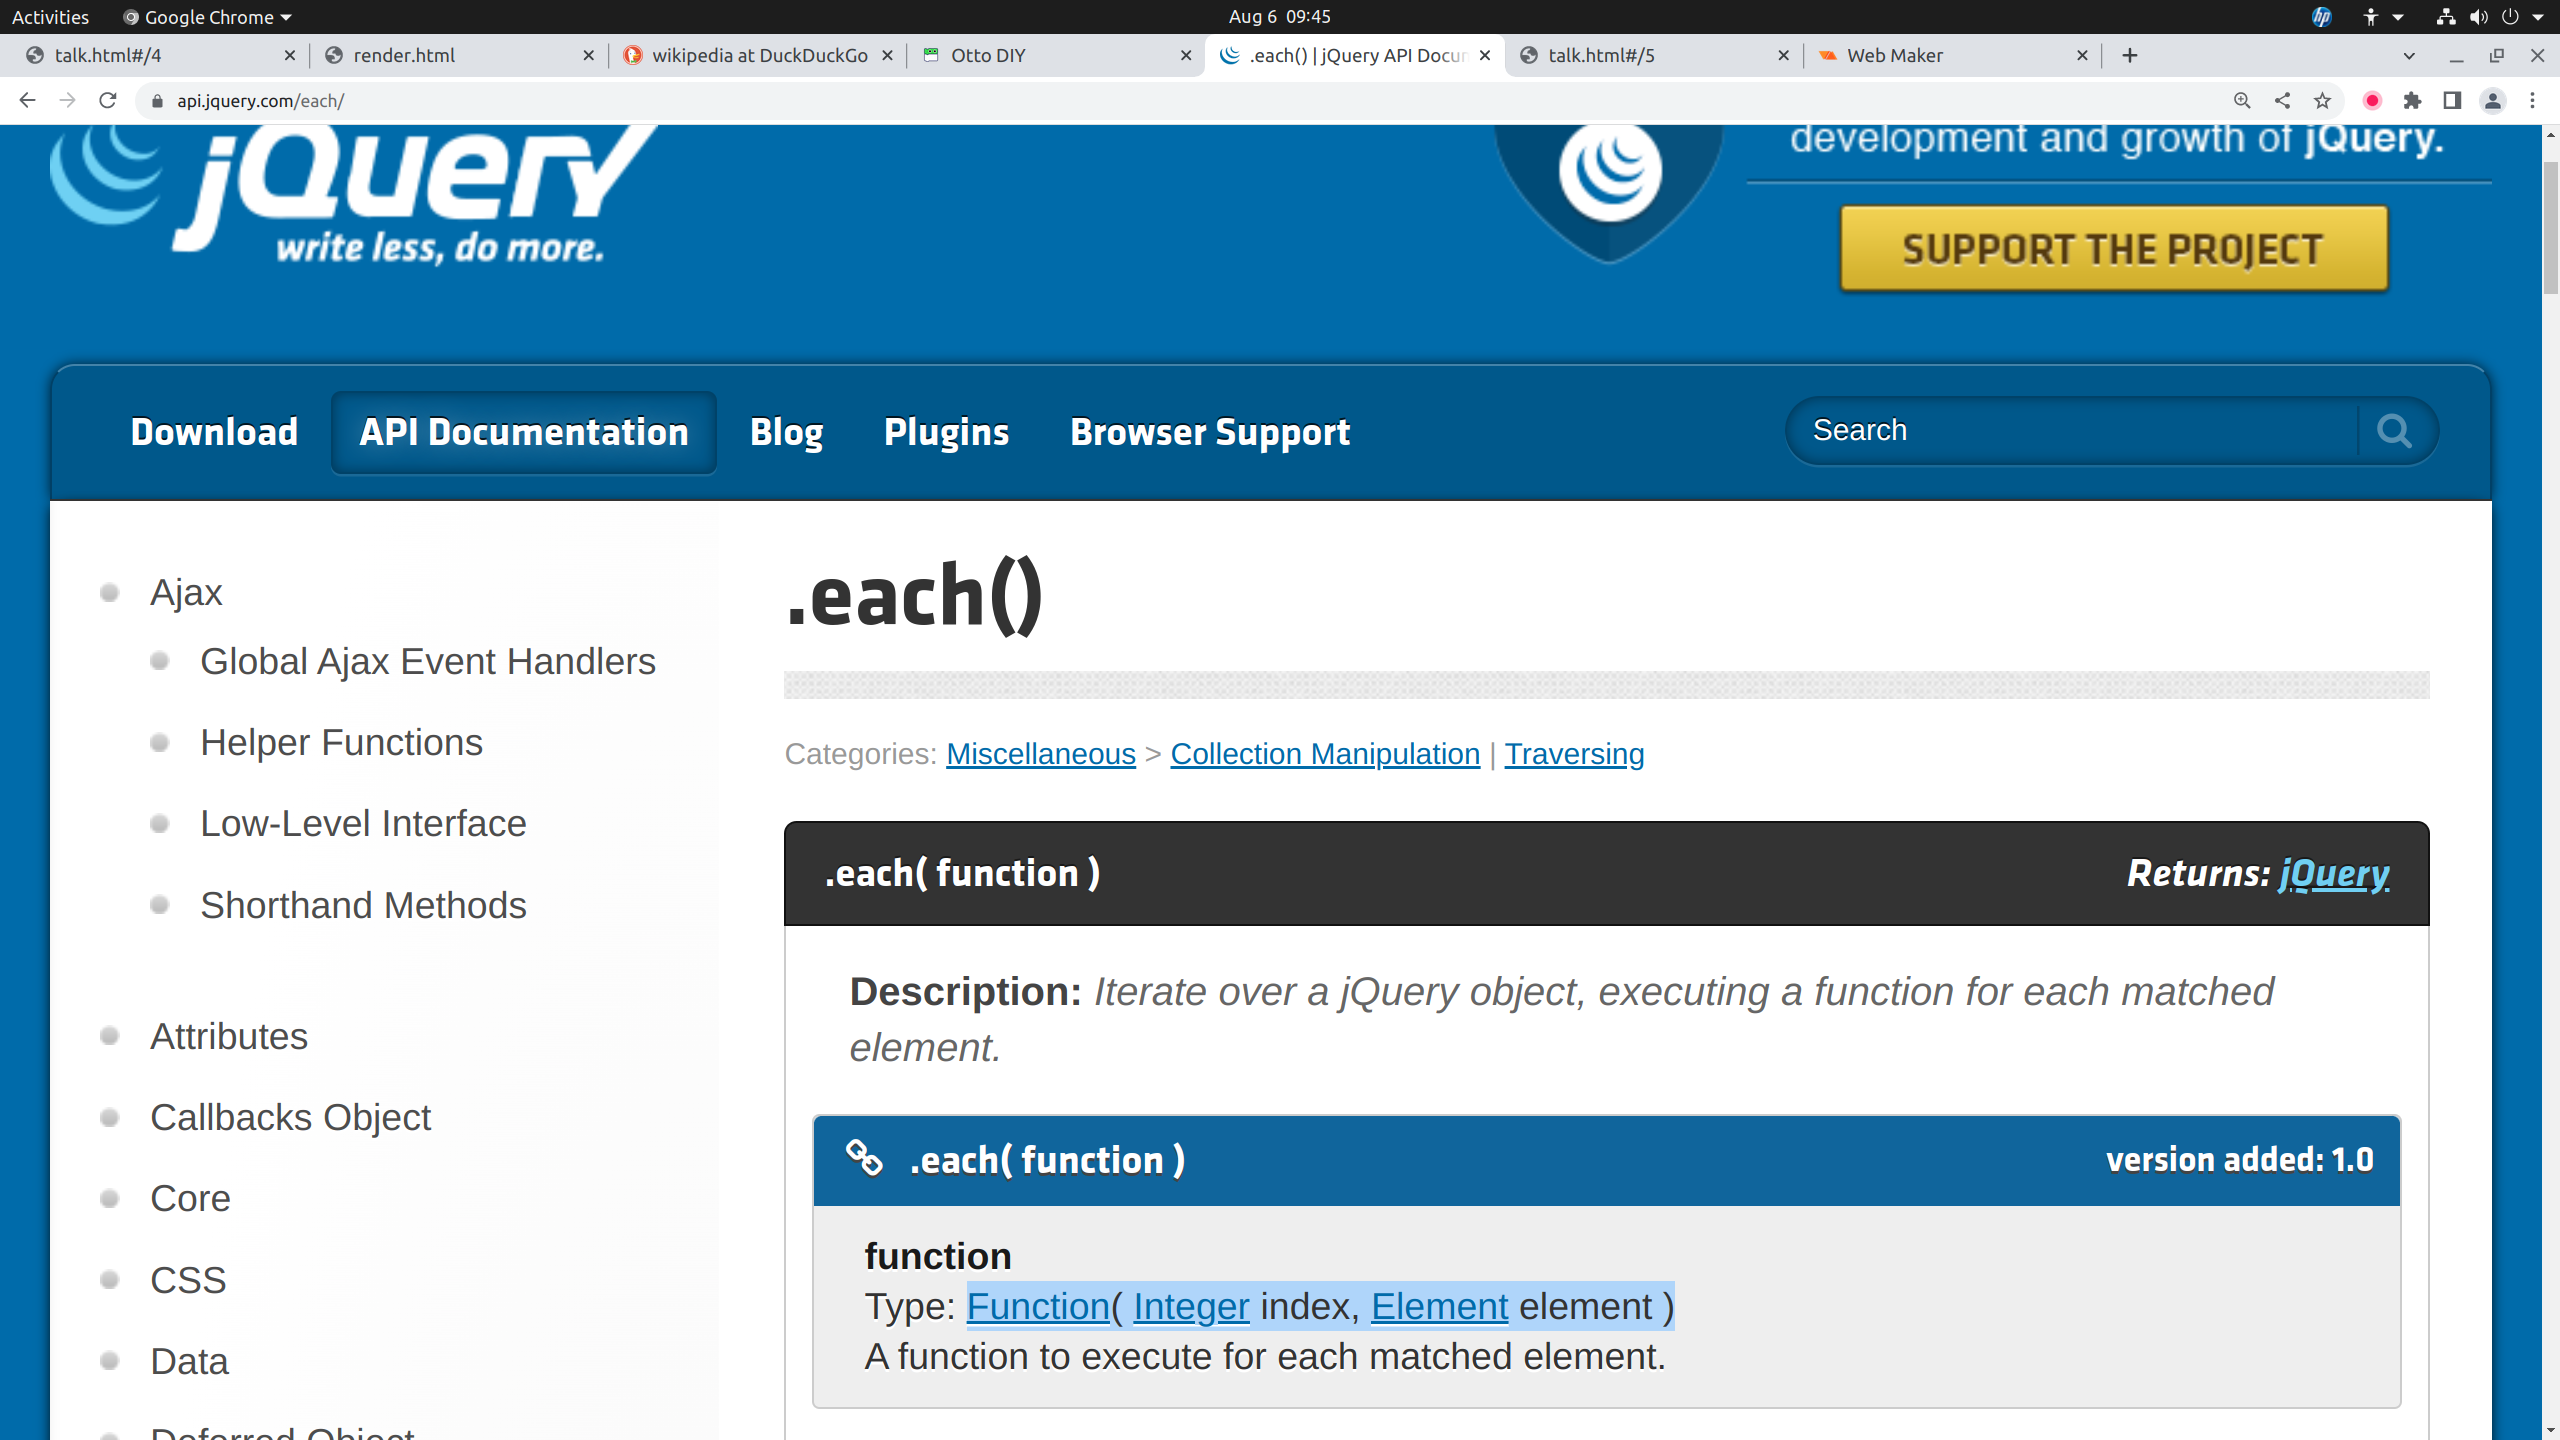 Activities
Google Chrome
Aug 6 09:45
talk.html#/4
render.html
wikipedia at DuckDuckGo
Otto DIY
.each() | jQuery API Docum
talk.html#/5
Web Maker
api.jquery.com/each/
jQuery
write less, do more.
development and growth of jQuery.
SUPPORT THE PROJECT
Download
API Documentation
Blog
Plugins
Browser Support
Search
Ajax
Global Ajax Event Handlers
Helper Functions
Low-Level Interface
Shorthand Methods
Attributes
Callbacks Object
Core
CSS
Data
Deferred Object
.each()
Categories: Miscellaneous > Collection Manipulation | Traversing
.each( function )
Returns: jQuery
Description: Iterate over a jQuery object, executing a function for each matched
element.
.each( function )
version added: 1.0
function
Type: Function( Integer index, Element element )
A function to execute for each matched element.